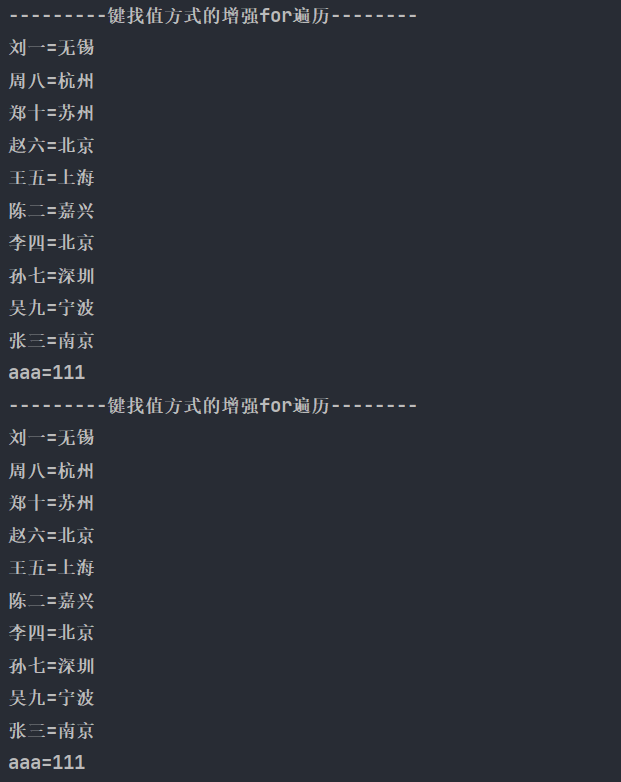 ---------键找值方式的增强for遍历--------
刘一=无锡
周八=杭州
郑十=苏州
赵六=北京
王五=上海
陈二=嘉兴
李四=北京
孙七=深圳
吴九=宁波
张三=南京
aaa=111
---------键找值方式的增强for遍历--------
刘一=无锡
周八=杭州
郑十=苏州
赵六=北京
王五=上海
陈二=嘉兴
李四=北京
孙七=深圳
吴九=宁波
张三=南京
aaa=111